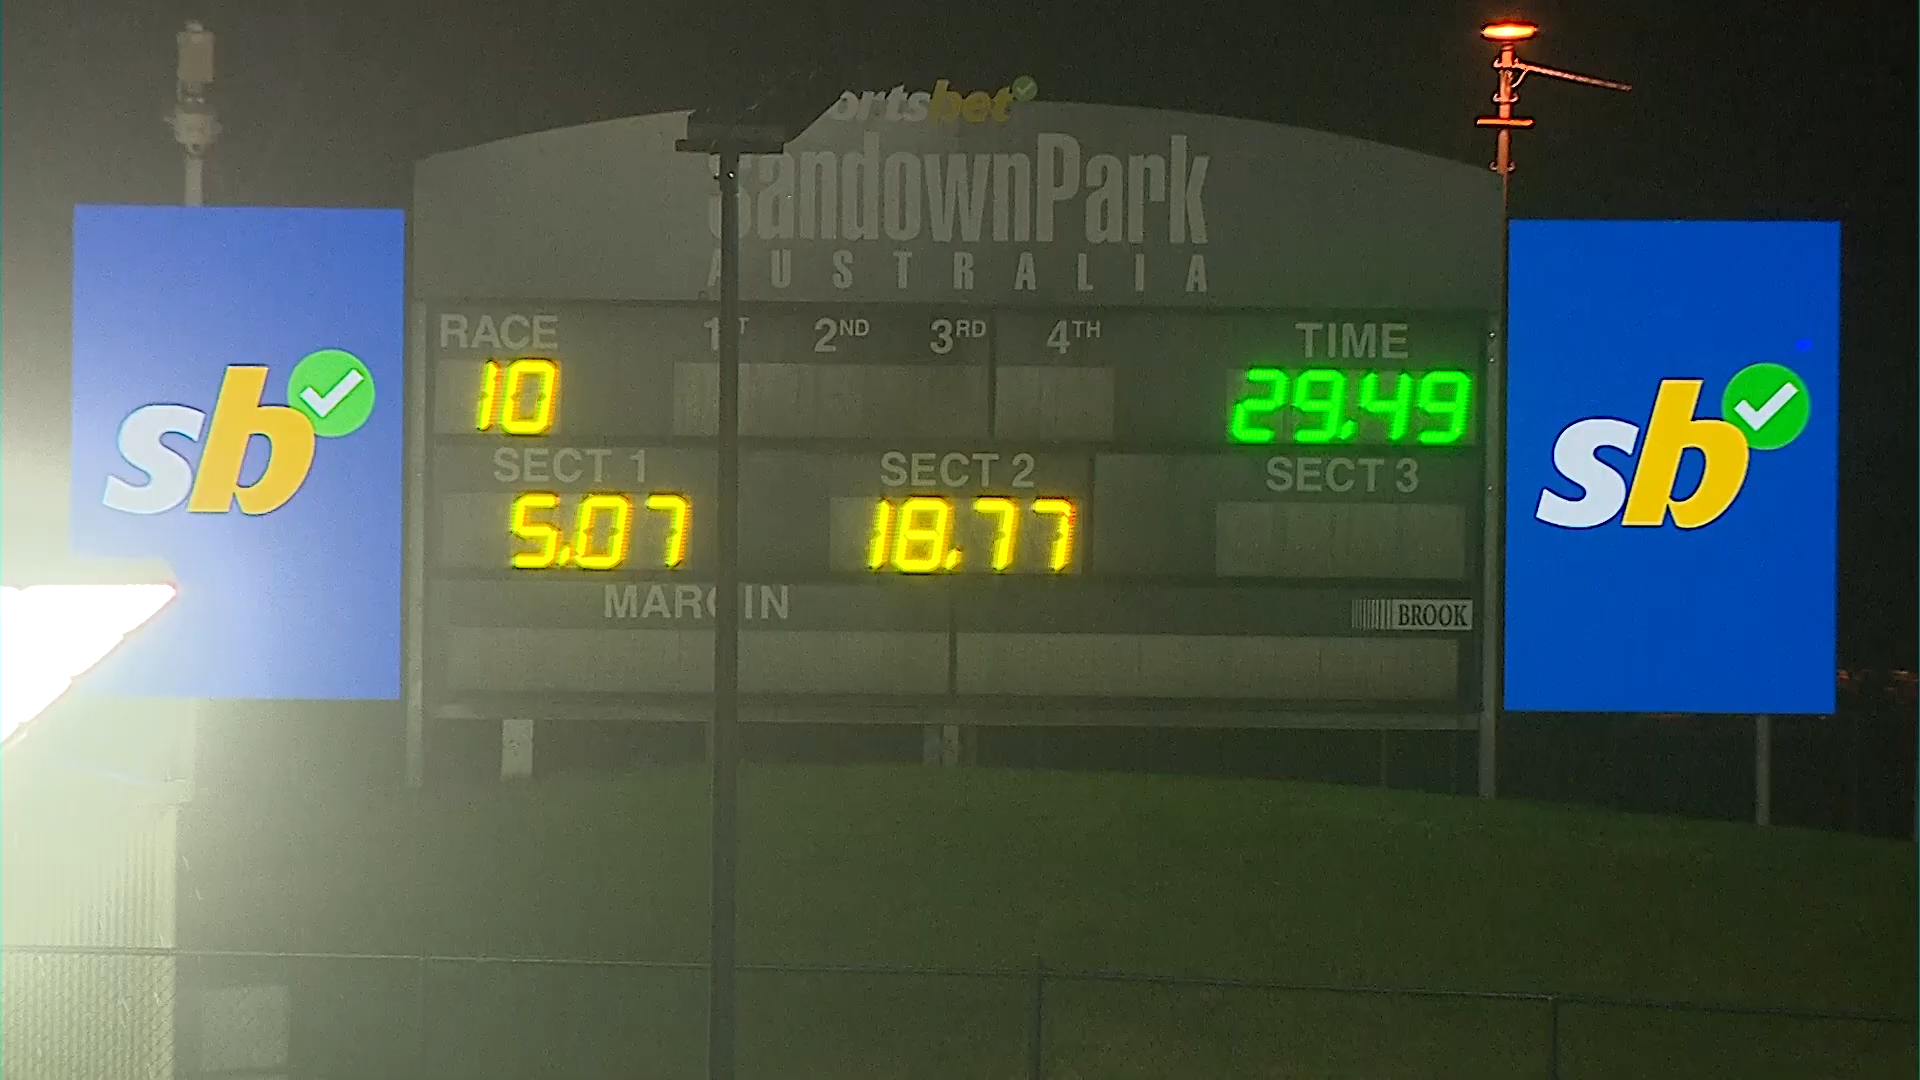 ortsbet
SandownPark
AUSTRALIA
RACE 1ST 2ND 3RD 4TH TIME
10 29.49
SECT 1 SECT 2 SECT 3
5.07 18.77
MARGIN
BROOK
sb
sb